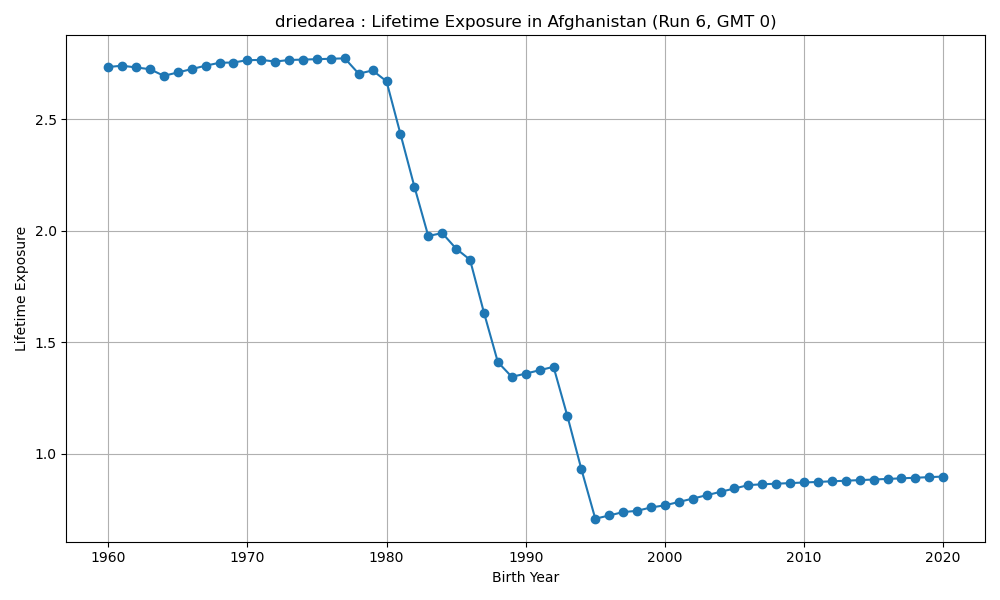 driedarea : Lifetime Exposure in Afghanistan (Run 6, GMT 0)
Lifetime Exposure
2.5
2.0
1.5
1.0
1960 1970 1980 1990 2000 2010 2020
Birth Year